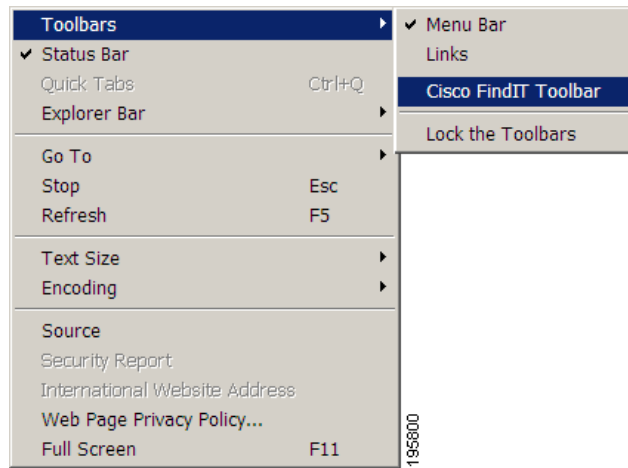 Toolbars
Status Bar
Quick Tabs Ctrl+Q
Explorer Bar
Go To
Stop Esc
Refresh F5
Text Size
Encoding
Source
Security Report
International Website Address
Web Page Privacy Policy...
Full Screen F11
Menu Bar
Links
Cisco FindIT Toolbar
Lock the Toolbars
195800